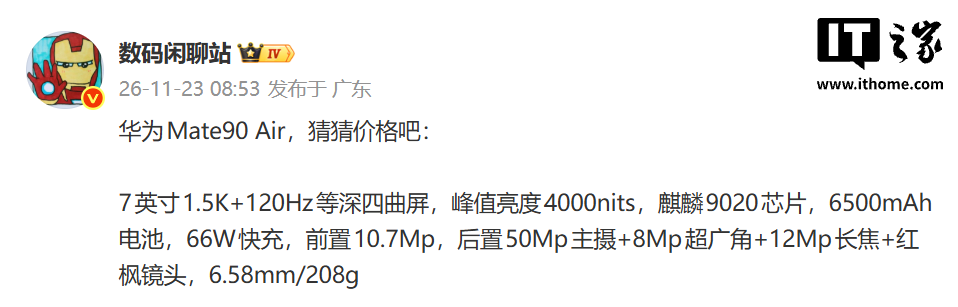 数码闲聊站 IV
26-11-23 08:53 发布于 广东
IT之家
www.ithome.com
华为Mate90 Air，猜猜价格吧：
7英寸1.5K+120Hz等深四曲屏，峰值亮度4000nits，麒麟9020芯片，6500mAh
电池，66W快充，前置10.7Mp，后置50Mp主摄+8Mp超广角+12Mp长焦+红
枫镜头，6.58mm/208g